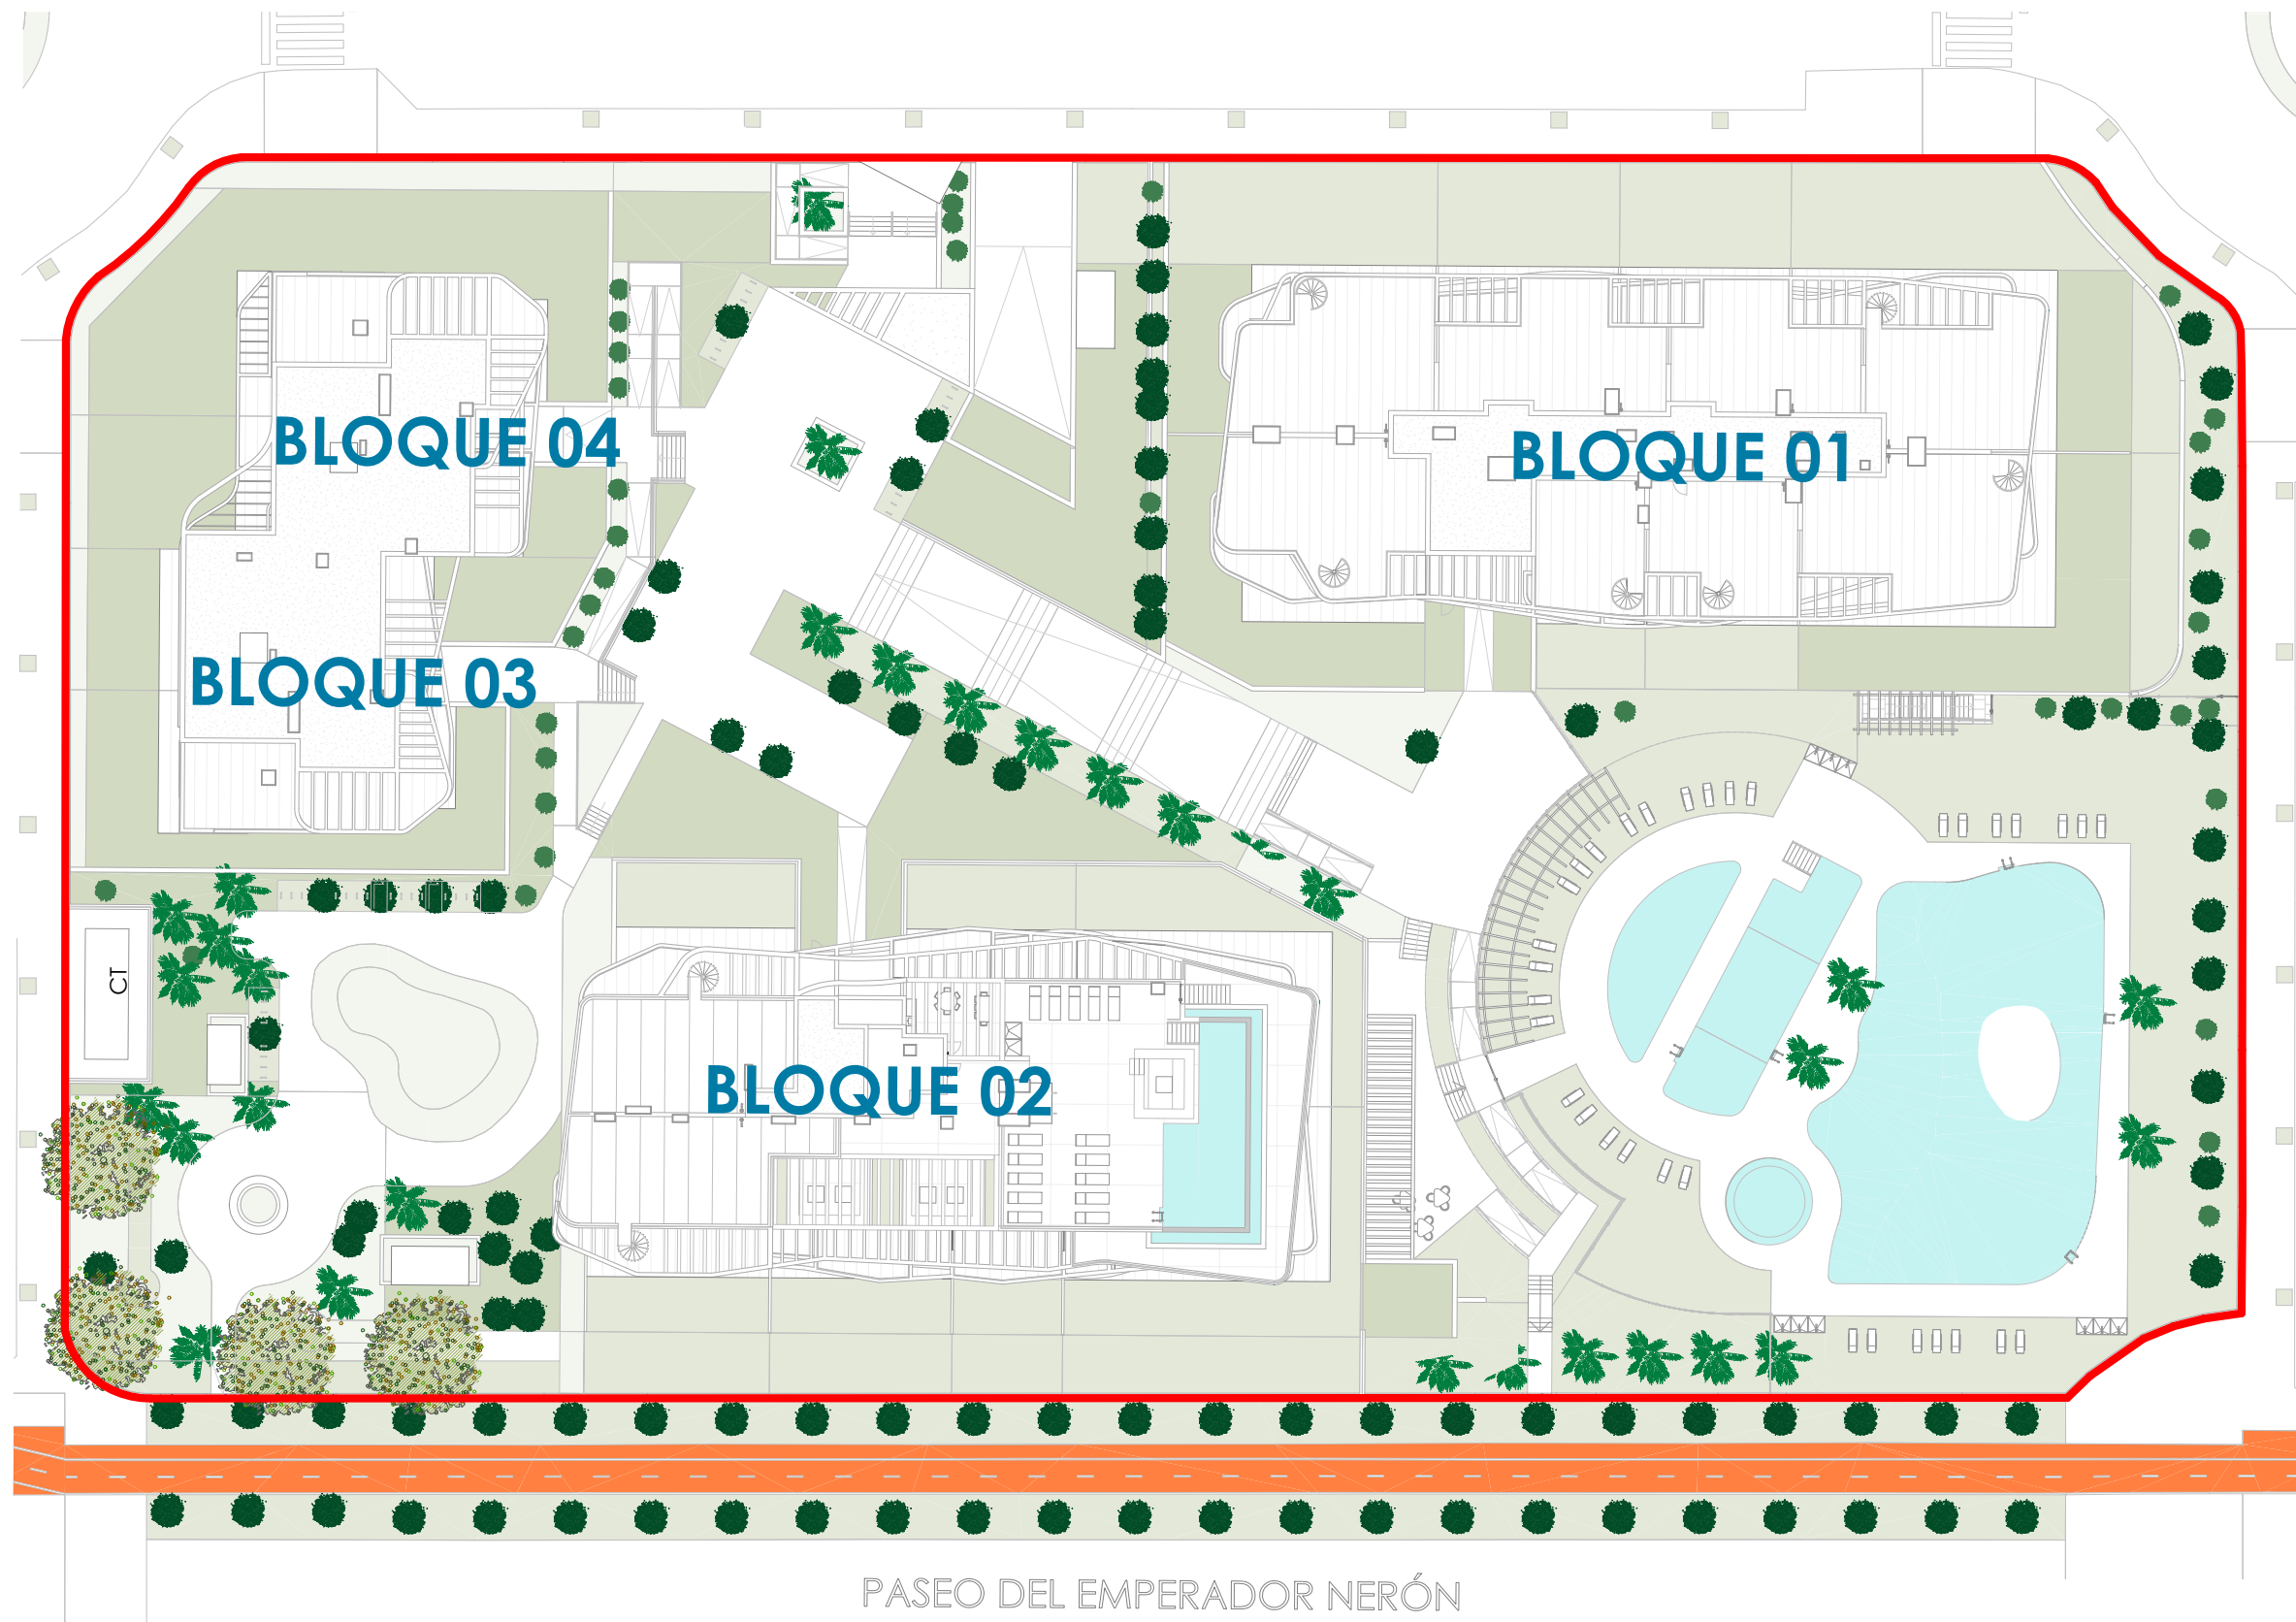 BLOQUE 04
BLOQUE 01
BLOQUE 03
CT
BLOQUE 02
PASEO DEL EMPERADOR NERÓN